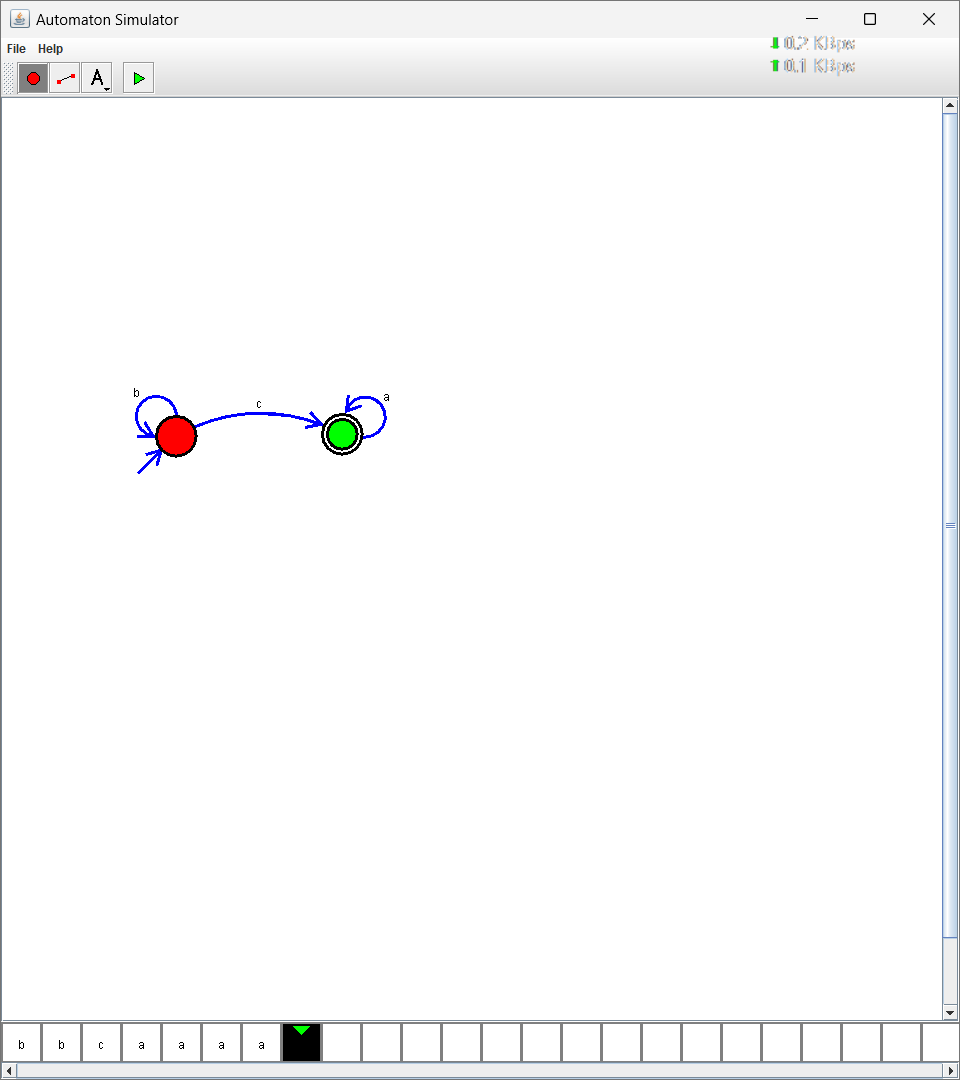 Automaton Simulator
File Help
0.2 KBps
0.1 KBps
A
b
c
a
b b c a a a a